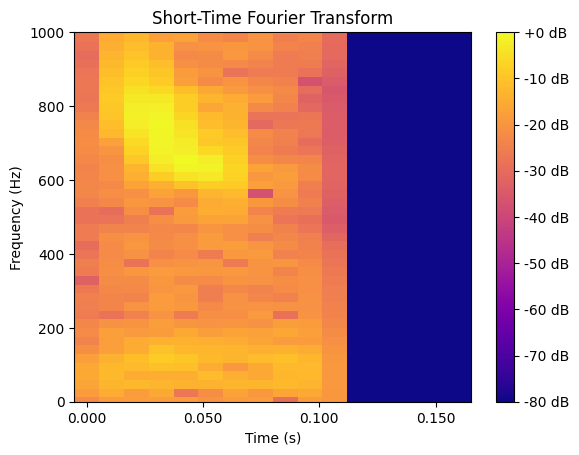 Short-Time Fourier Transform
1000
800
600
400
200
0
Frequency (Hz)
0.000
0.050
0.100
0.150
Time (s)
+0 dB
-10 dB
-20 dB
-30 dB
-40 dB
-50 dB
-60 dB
-70 dB
-80 dB